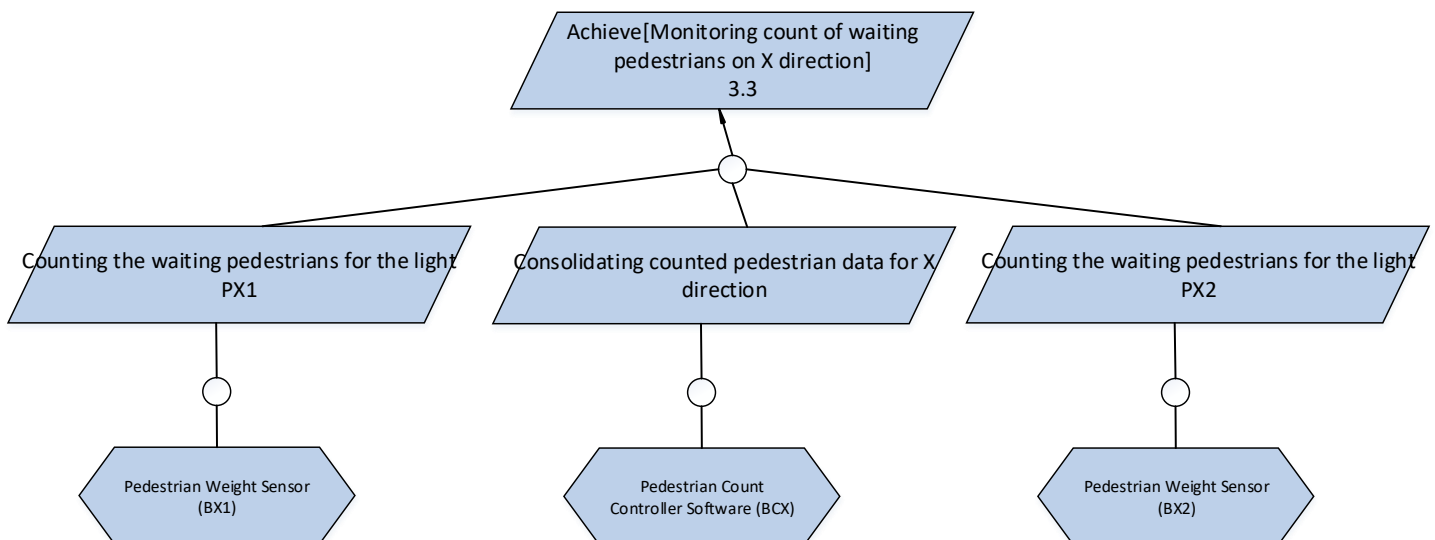 Achieve[Monitoring count of waiting
pedestrians on X direction]
3.3
Counting the waiting pedestrians for the light
PX1
Consolidating counted pedestrian data for X
direction
Counting the waiting pedestrians for the light
PX2
Pedestrian Weight Sensor
(BX1)
Pedestrian Count
Controller Software (BCX)
Pedestrian Weight Sensor
(BX2)